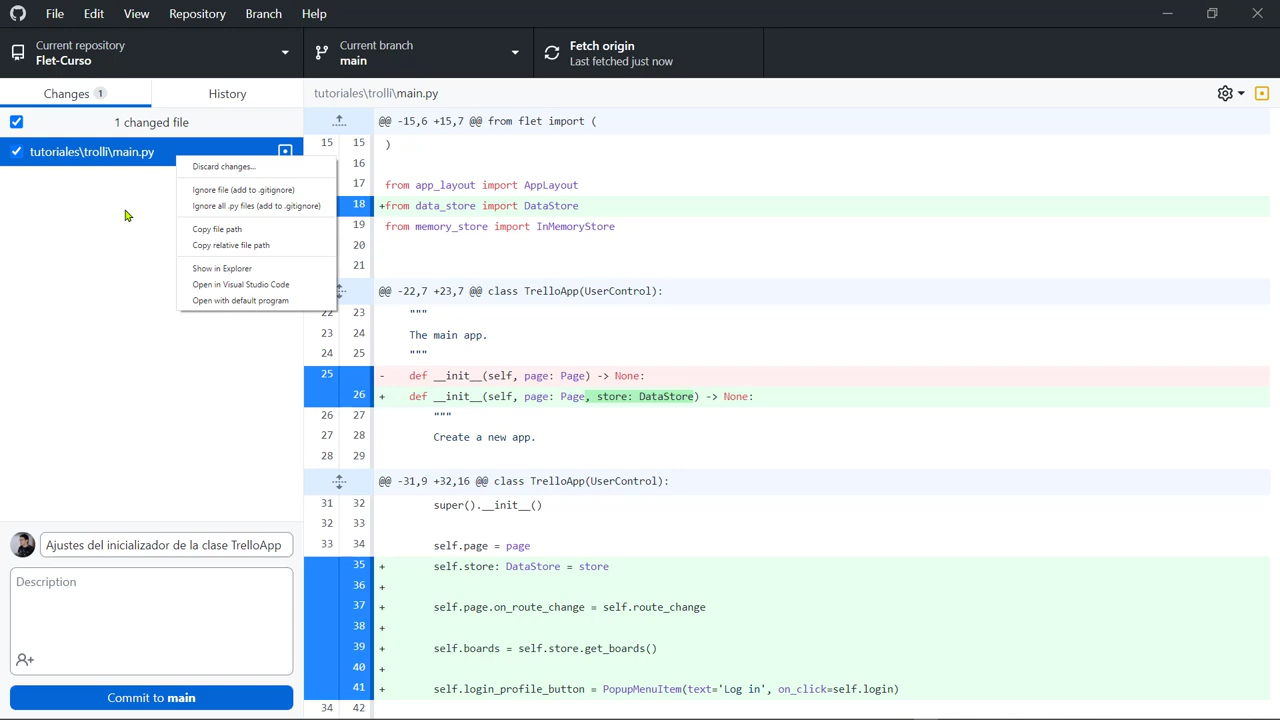 File Edit View Repository Branch Help
Current repository
Flet-Curso
Current branch
main
Fetch origin
Last fetched just now
Changes 1
History
tutoriales\trolli\main.py
1 changed file
tutoriales\trolli\main.py
Discard changes...
Ignore file (add to .gitignore)
Ignore all .py files (add to .gitignore)
Copy file path
Copy relative file path
Show in Explorer
Open in Visual Studio Code
Open with default program
Ajustes del inicializador de la clase TrelloApp
Description
Commit to main
@@ -15,6 +15,7 @@ from flet import (
15 15 )
16
17 from app_layout import AppLayout
18 +from data_store import DataStore
19 from memory_store import InMemoryStore
20
21
@@ -22,7 +23,7 @@ class TrelloApp(UserControl):
22 23 """
23 24 The main app.
24 25 """
25 - def __init__(self, page: Page) -> None:
26 + def __init__(self, page: Page, store: DataStore) -> None:
26 27 """
27 28 Create a new app.
28 29
@@ -31,9 +32,16 @@ class TrelloApp(UserControl):
31 32 super().__init__()
32 33
33 34 self.page = page
35 + self.store: DataStore = store
36 +
37 + self.page.on_route_change = self.route_change
38 +
39 + self.boards = self.store.get_boards()
40 +
41 + self.login_profile_button = PopupMenuItem(text='Log in', on_click=self.login)
34 42